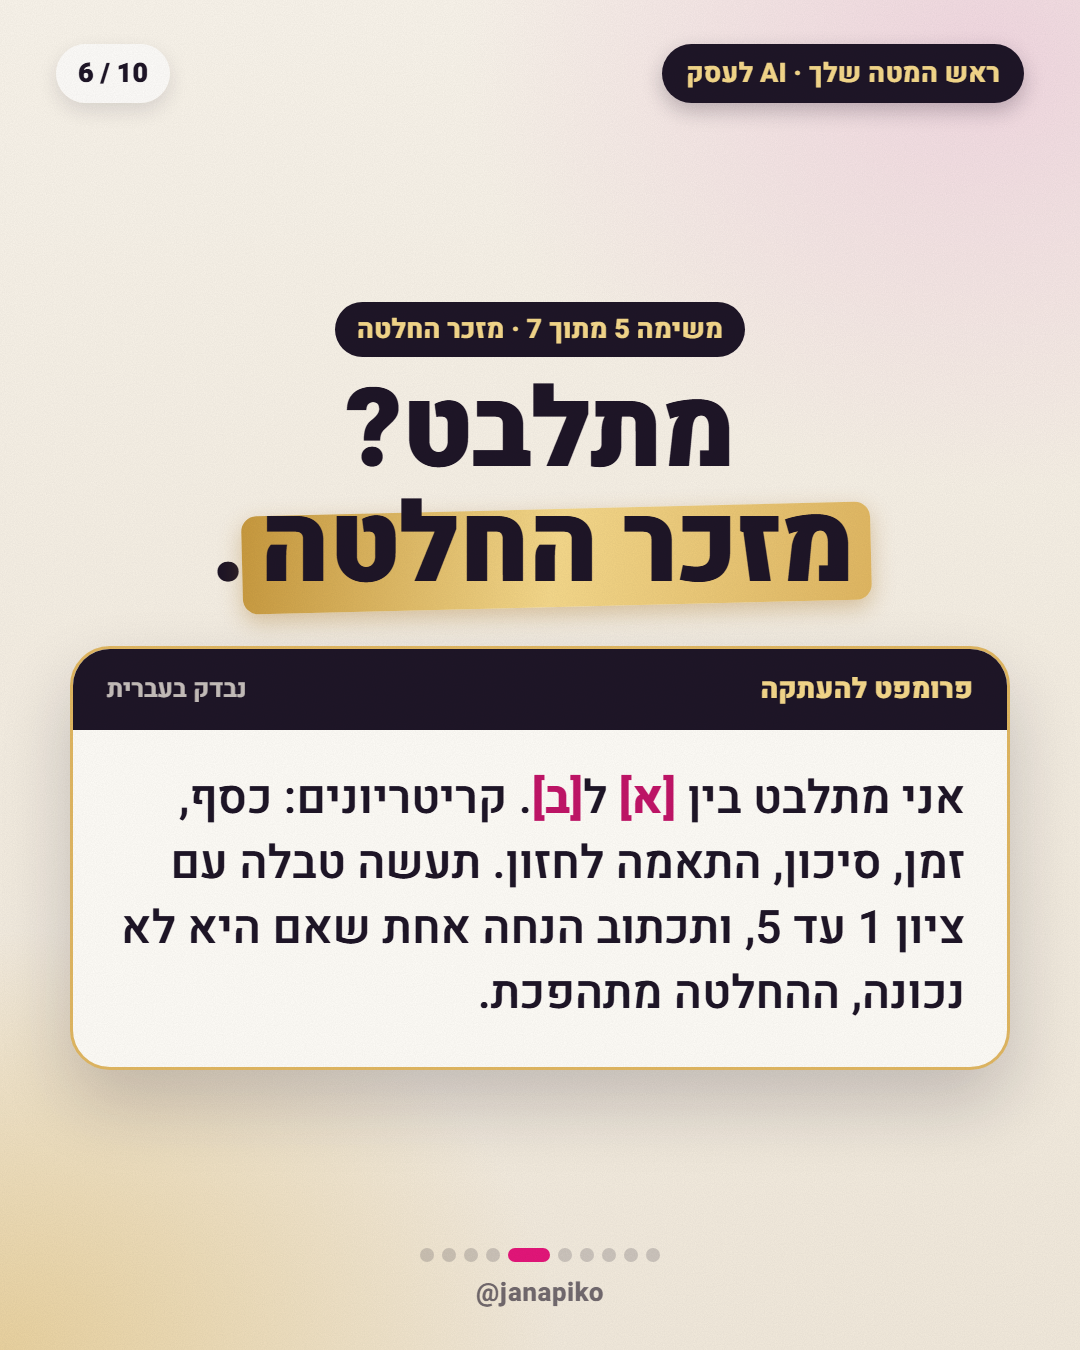 ראש המטה שלך · AI לעסק
6 / 10
משימה 5 מתוך 7 · מזכר החלטה
מתלבט?
מזכר החלטה.
פרומפט להעתקה
נבדק בעברית
אני מתלבט בין [א] ל[ב]. קריטריונים: כסף,
זמן, סיכון, התאמה לחזון. תעשה טבלה עם
ציון 1 עד 5, ותכתוב הנחה אחת שאם היא לא
נכונה, ההחלטה מתהפכת.
@janapiko